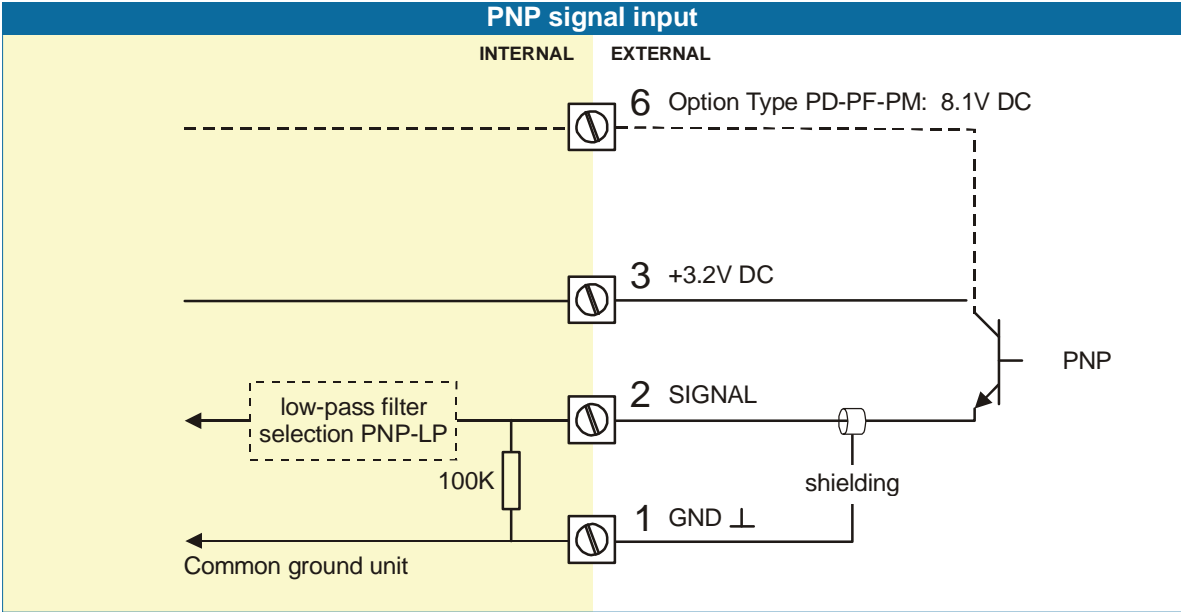 PNP signal input
INTERNAL EXTERNAL
6 Option Type PD-PF-PM: 8.1V DC
3 +3.2V DC
PNP
2 SIGNAL
low-pass filter
selection PNP-LP
100K
shielding
1 GND ⊥
Common ground unit